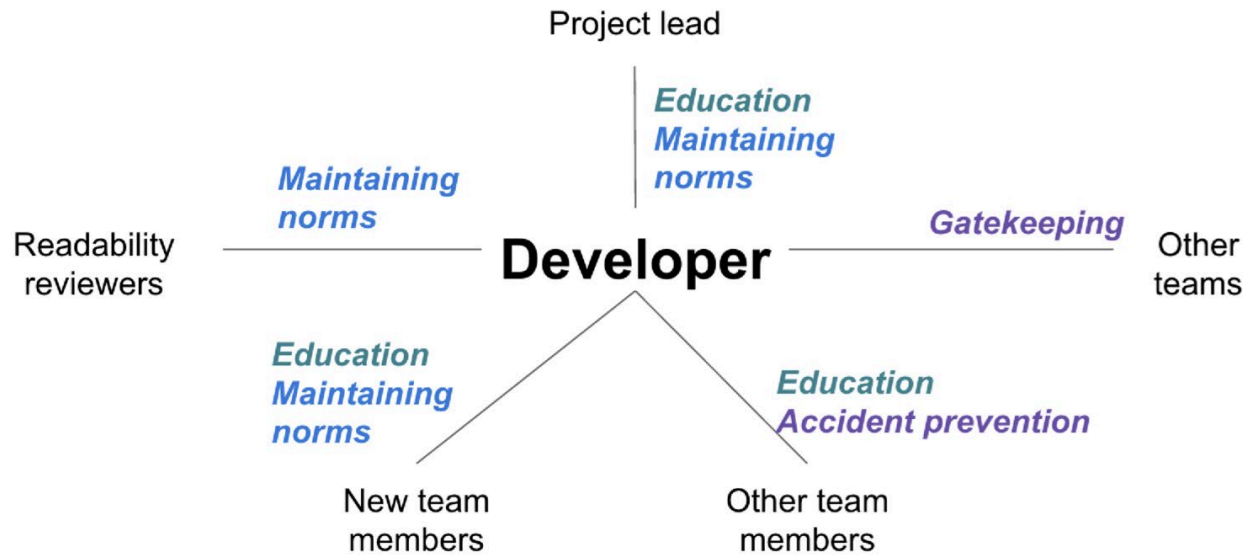 Project lead
Education
Maintaining
norms
Maintaining
norms
Gatekeeping
Readability
reviewers
Developer
Other
teams
Education
Maintaining
norms
Education
Accident prevention
New team
members
Other team
members